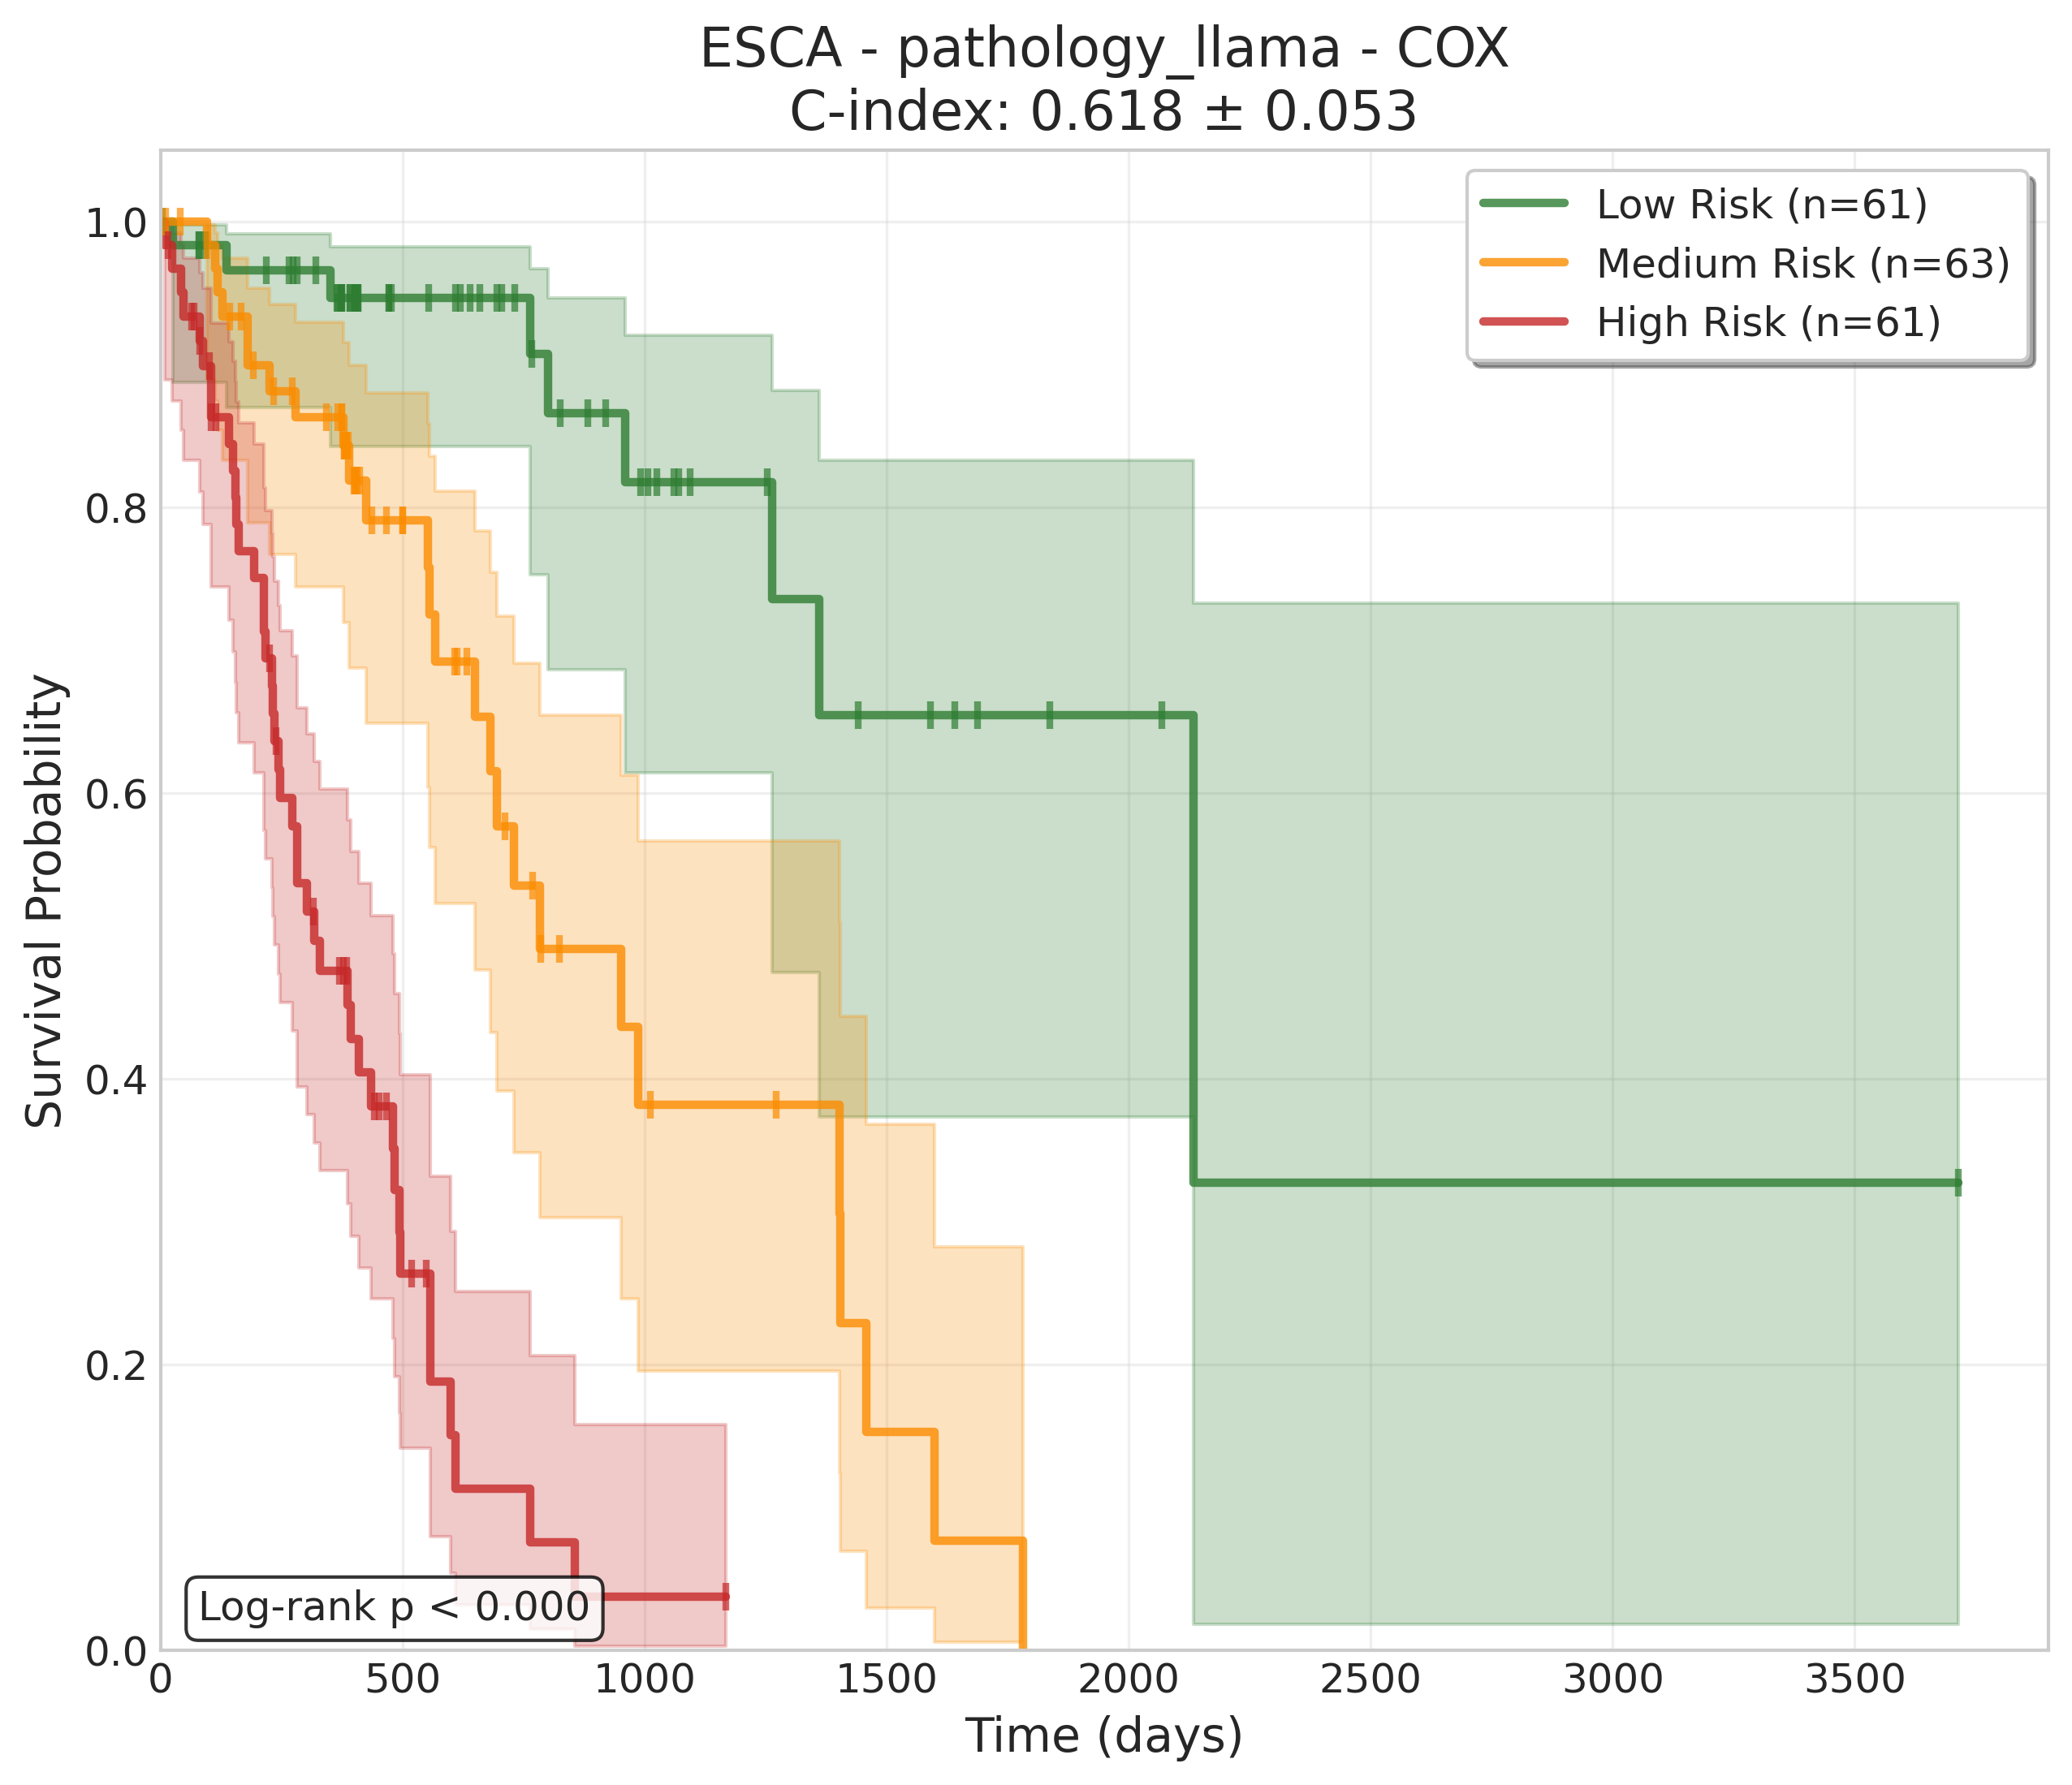 ESCA - pathology_llama - COX
C-index: 0.618 ± 0.053
Low Risk (n=61)
Medium Risk (n=63)
High Risk (n=61)
Survival Probability
1.0
0.8
0.6
0.4
0.2
0.0
Log-rank p < 0.000
0 500 1000 1500 2000 2500 3000 3500
Time (days)